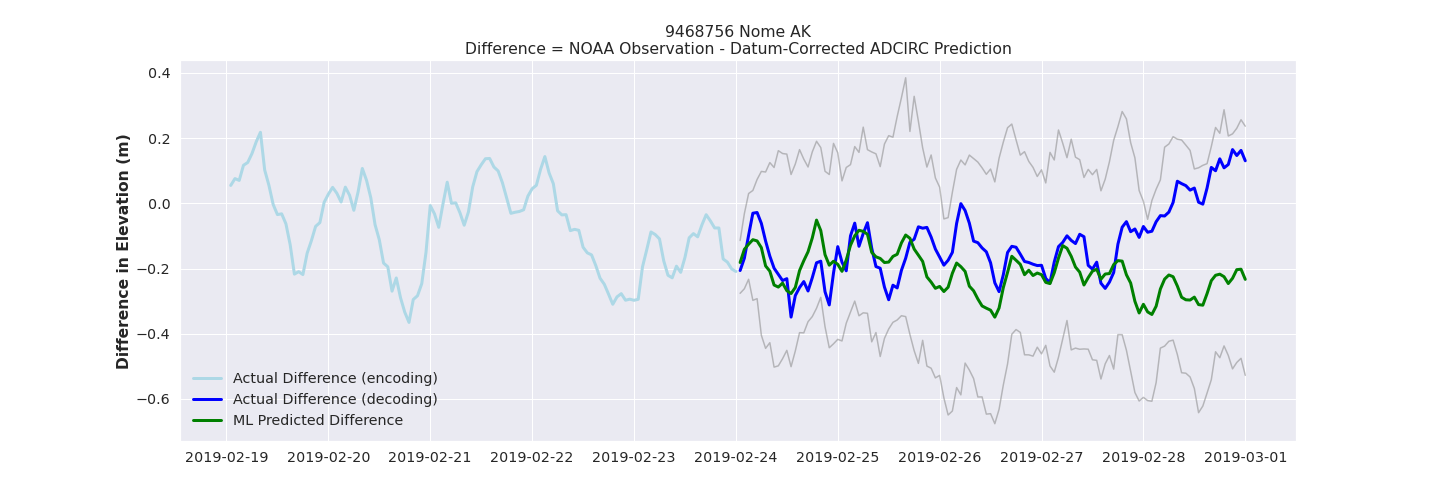 9468756 Nome AK
Difference = NOAA Observation - Datum-Corrected ADCIRC Prediction
Difference in Elevation (m)
0.4
0.2
0.0
−0.2
−0.4
−0.6
Actual Difference (encoding)
Actual Difference (decoding)
ML Predicted Difference
2019-02-19 2019-02-20 2019-02-21 2019-02-22 2019-02-23 2019-02-24 2019-02-25 2019-02-26 2019-02-27 2019-02-28 2019-03-01